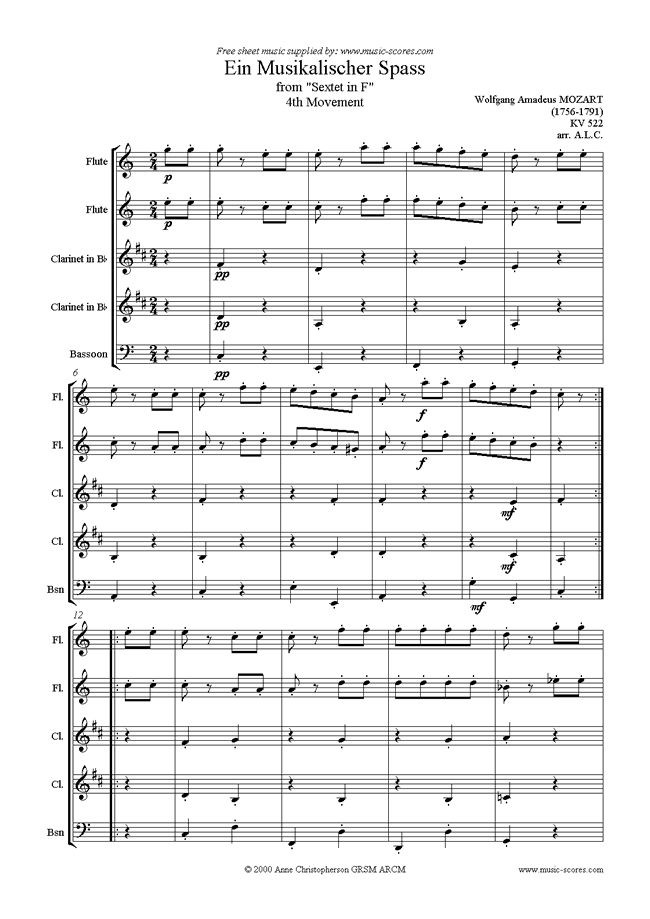 Free sheet music supplied by: www.music-scores.com
Ein Musikalischer Spass
from "Sextet in F"
4th Movement
Wolfgang Amadeus MOZART
(1756-1791)
KV 522
arr. A.L.C.
Flute
p
Flute
p
Clarinet in B♭
pp
Clarinet in B♭
pp
Bassoon
pp
6
Fl.
f
Fl.
f
Cl.
mf
Cl.
mf
Bsn
mf
12
Fl.
Fl.
Cl.
Cl.
Bsn
© 2000 Anne Christopherson GRSM ARCM
www.music-scores.com